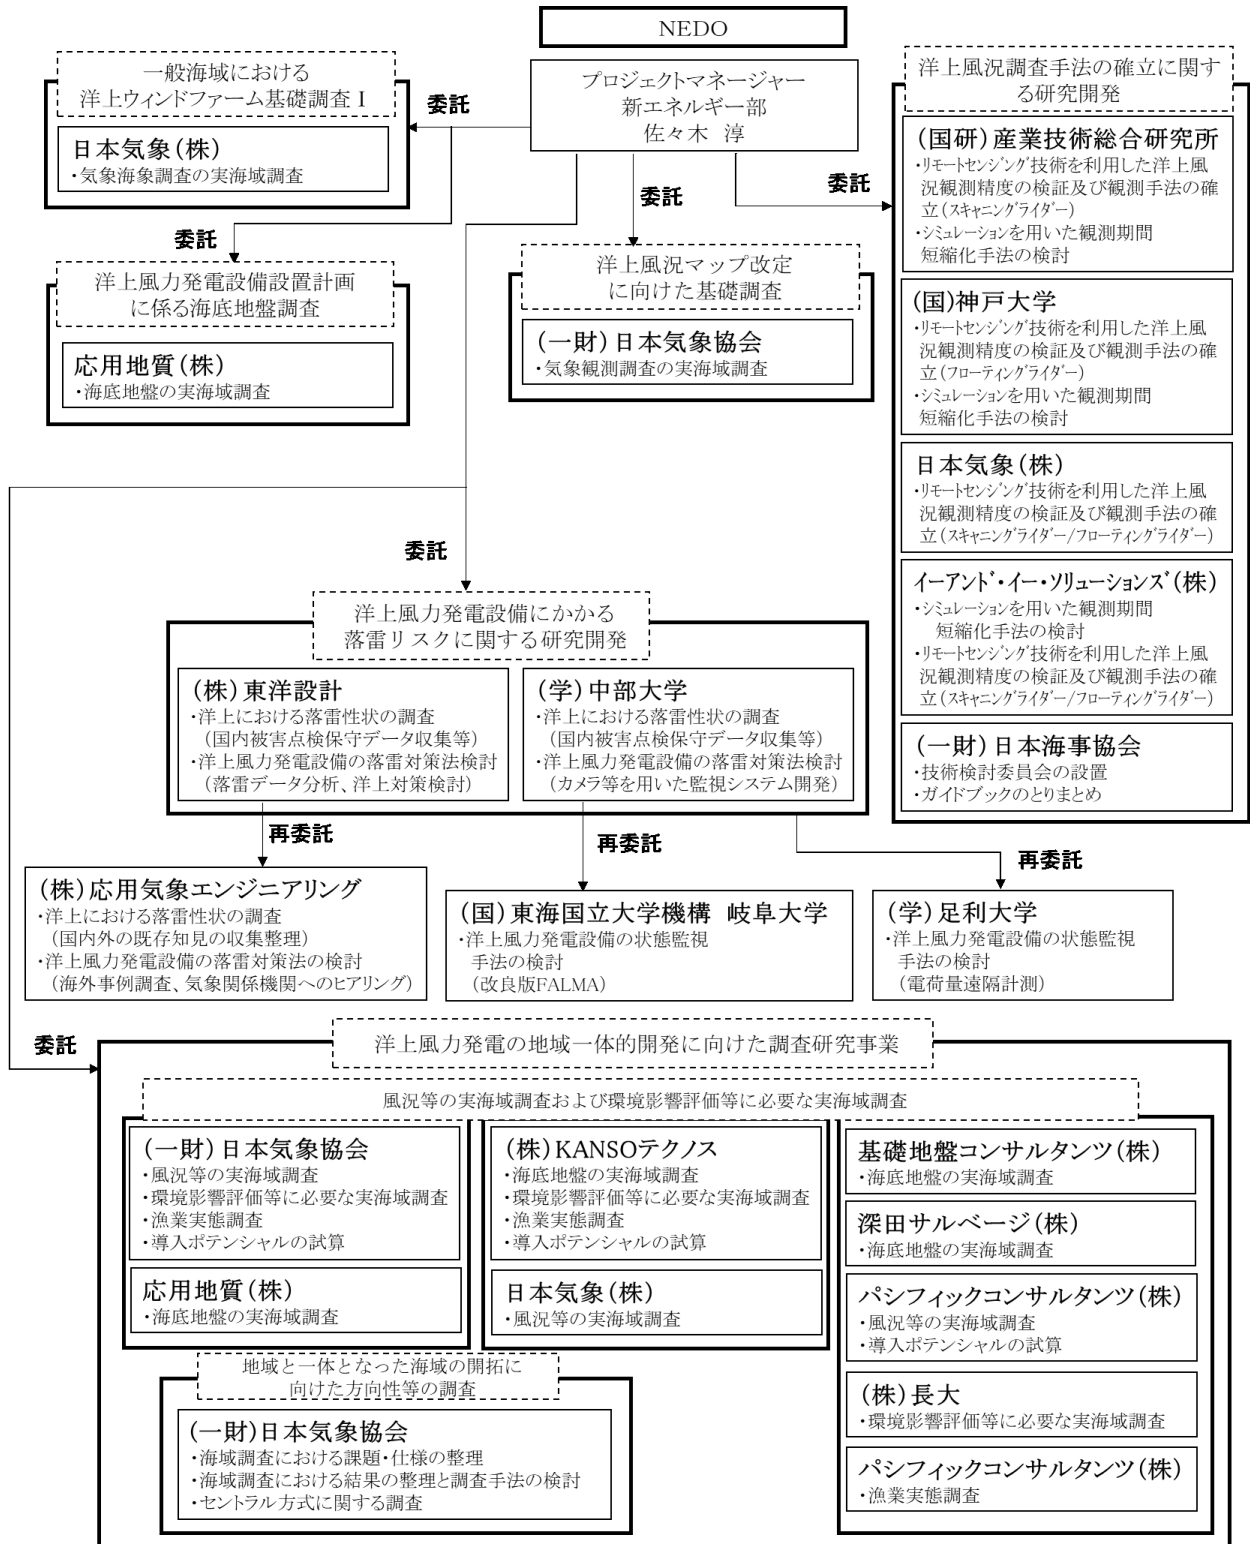 NEDO
プロジェクトマネージャー
新エネルギー部
佐々木 淳
一般海域における
洋上ウィンドファーム基礎調査Ⅰ
日本気象(株)
・気象海象調査の実海域調査
委託
委託
洋上風力発電設備設置計画
に係る海底地盤調査
応用地質(株)
・海底地盤の実海域調査
委託
洋上風況マップ改定
に向けた基礎調査
(一財)日本気象協会
・気象観測調査の実海域調査
委託
洋上風況調査手法の確立に関す
る研究開発
(国研)産業技術総合研究所
・リモートセンシング技術を利用した洋上風
況観測精度の検証及び観測手法の確
立(スキャニングライダー)
・シミュレーションを用いた観測期間
短縮化手法の検討
(国)神戸大学
・リモートセンシング技術を利用した洋上風
況観測精度の検証及び観測手法の確
立(フローティングライダー)
・シミュレーションを用いた観測期間
短縮化手法の検討
日本気象(株)
・リモートセンシング技術を利用した洋上風
況観測精度の検証及び観測手法の確
立(スキャニングライダー/フローティングライダー)
イーアンド・イー・ソリューションズ(株)
・シミュレーションを用いた観測期間
短縮化手法の検討
・リモートセンシング技術を利用した洋上風
況観測精度の検証及び観測手法の確
立(スキャニングライダー/フローティングライダー)
(一財)日本海事協会
・技術検討委員会の設置
・ガイドブックのとりまとめ
委託
洋上風力発電設備にかかる
落雷リスクに関する研究開発
(株)東洋設計
・洋上における落雷性状の調査
(国内被害点検保守データ収集等)
・洋上風力発電設備の落雷対策法検討
(落雷データ分析、洋上対策検討)
(学)中部大学
・洋上における落雷性状の調査
(国内被害点検保守データ収集等)
・洋上風力発電設備の落雷対策法検討
(カメラ等を用いた監視システム開発)
再委託
再委託
再委託
(株)応用気象エンジニアリング
・洋上における落雷性状の調査
(国内外の既存知見の収集整理)
・洋上風力発電設備の落雷対策法の検討
(海外事例調査、気象関係機関へのヒアリング)
(国)東海国立大学機構 岐阜大学
・洋上風力発電設備の状態監視
手法の検討
(改良版FALMA)
(学)足利大学
・洋上風力発電設備の状態監視
手法の検討
(電荷量遠隔計測)
委託
洋上風力発電の地域一体的開発に向けた調査研究事業
風況等の実海域調査および環境影響評価等に必要な実海域調査
(一財)日本気象協会
・風況等の実海域調査
・環境影響評価等に必要な実海域調査
・漁業実態調査
・導入ポテンシャルの試算
応用地質(株)
・海底地盤の実海域調査
(株)KANSOテクノス
・海底地盤の実海域調査
・環境影響評価等に必要な実海域調査
・漁業実態調査
・導入ポテンシャルの試算
日本気象(株)
・風況等の実海域調査
基礎地盤コンサルタンツ(株)
・海底地盤の実海域調査
深田サルベージ(株)
・海底地盤の実海域調査
パシフィックコンサルタンツ(株)
・風況等の実海域調査
・導入ポテンシャルの試算
(株)長大
・環境影響評価等に必要な実海域調査
パシフィックコンサルタンツ(株)
・漁業実態調査
地域と一体となった海域の開拓に
向けた方向性等の調査
(一財)日本気象協会
・海域調査における課題・仕様の整理
・海域調査における結果の整理と調査手法の検討
・セントラル方式に関する調査